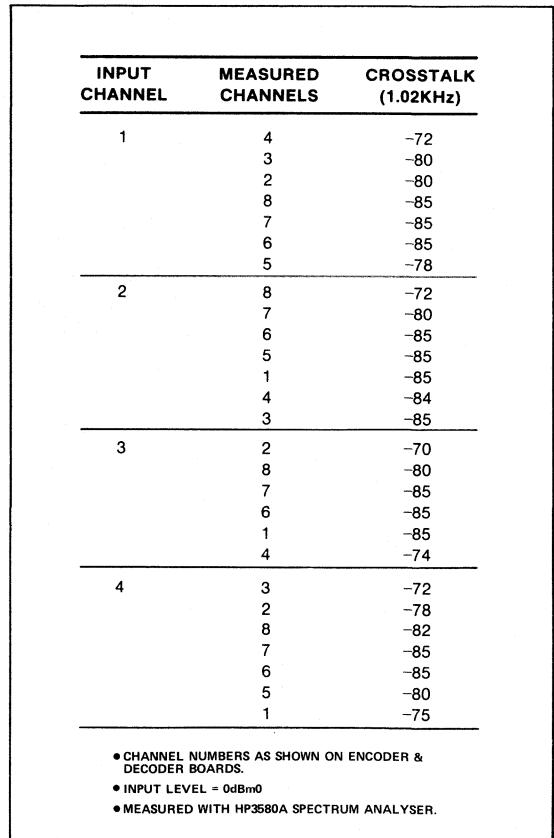 INPUT CHANNEL MEASURED CHANNELS CROSSTALK (1.02KHz)
1 4 −72
3 −80
2 −80
8 −85
7 −85
6 −85
5 −78
2 8 −72
7 −80
6 −85
5 −85
1 −85
4 −84
3 −85
3 2 −70
8 −80
7 −85
6 −85
1 −85
4 −74
4 3 −72
2 −78
8 −82
7 −85
6 −85
5 −80
1 −75
● CHANNEL NUMBERS AS SHOWN ON ENCODER &
DECODER BOARDS.
● INPUT LEVEL = 0dBm0
● MEASURED WITH HP3580A SPECTRUM ANALYSER.